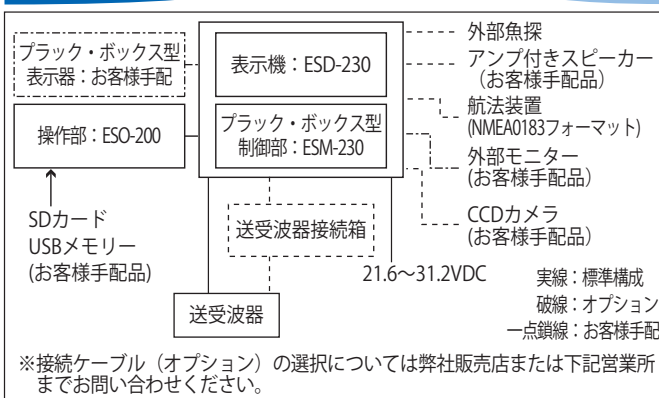 プラック・ボックス型
表示器：お客様手配
表示機：ESD-230
操作部：ESO-200
プラック・ボックス型
制御部：ESM-230
外部魚探
アンプ付きスピーカー
（お客様手配品）
航法装置
(NMEA0183フォーマット)
外部モニター
(お客様手配品）
CCDカメラ
(お客様手配品）
SDカード
USBメモリー
(お客様手配品)
送受波器接続箱
送受波器
21.6～31.2VDC
実線：標準構成
破線：オプション
一点鎖線：お客様手配
※接続ケーブル（オプション）の選択については弊社販売店または下記営業所
までお問い合わせください。